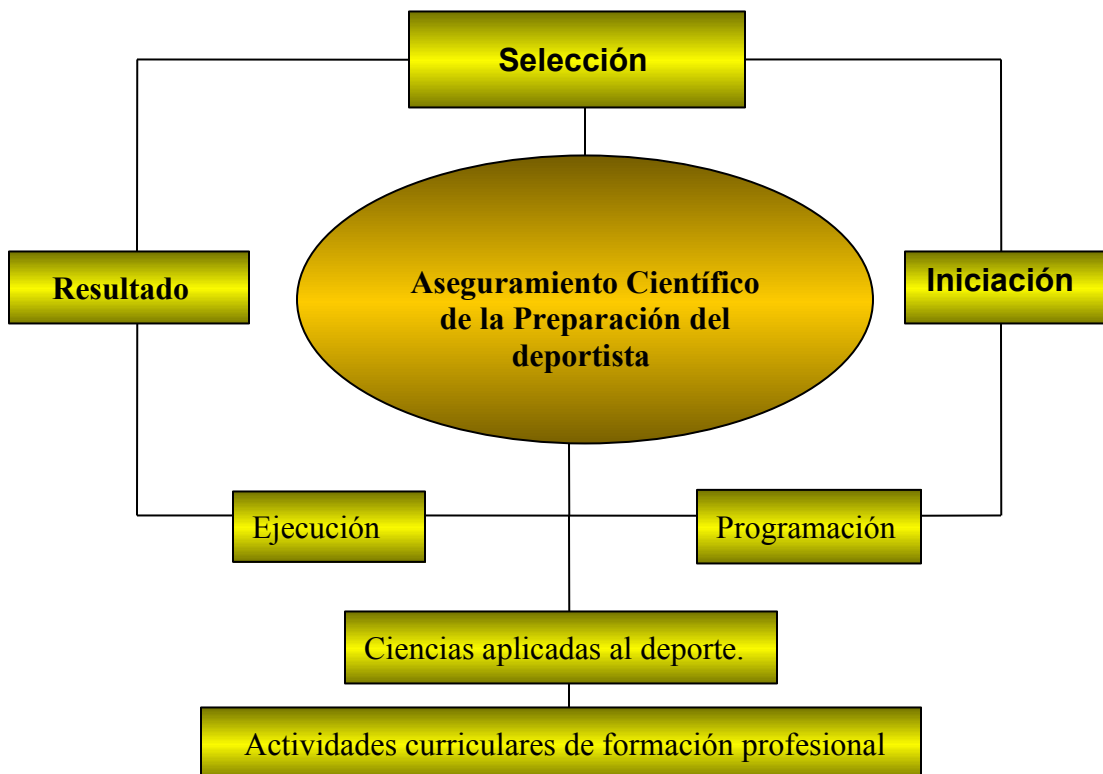 Selección
Resultado
Aseguramiento Científico
de la Preparación del
deportista
Iniciación
Ejecución
Programación
Ciencias aplicadas al deporte.
Actividades curriculares de formación profesional